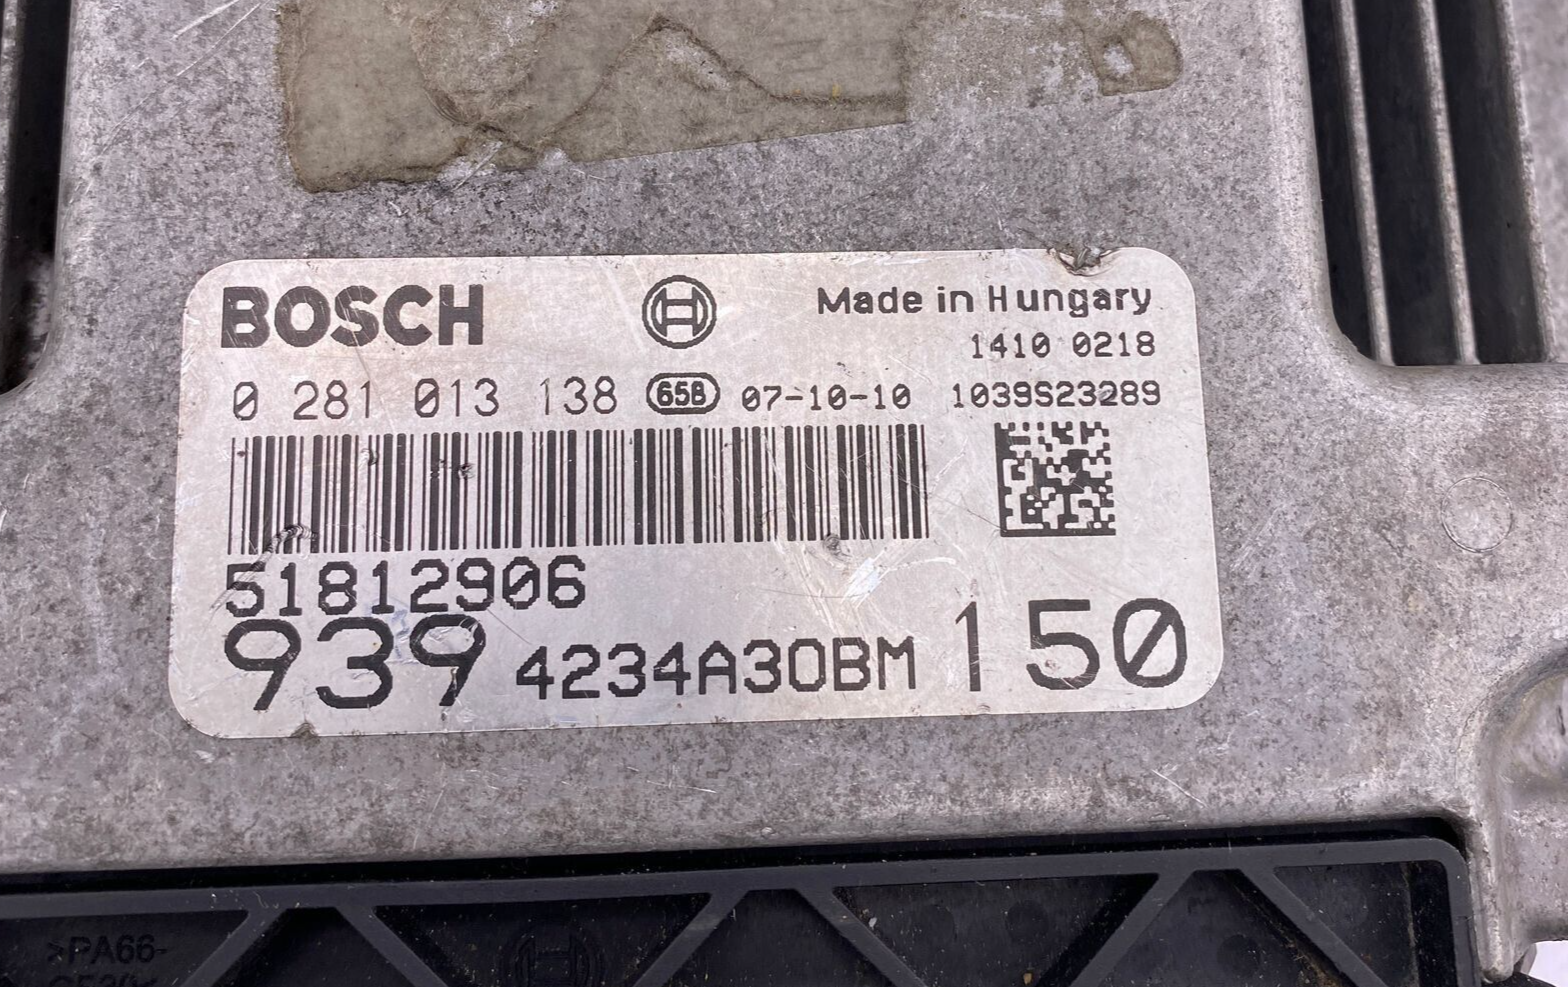 BOSCH Made in Hungary
1410 0218
0 281 013 138 65B 07-10-10 1039S23289
51812906
939 4234A30BM 150
>PA66-